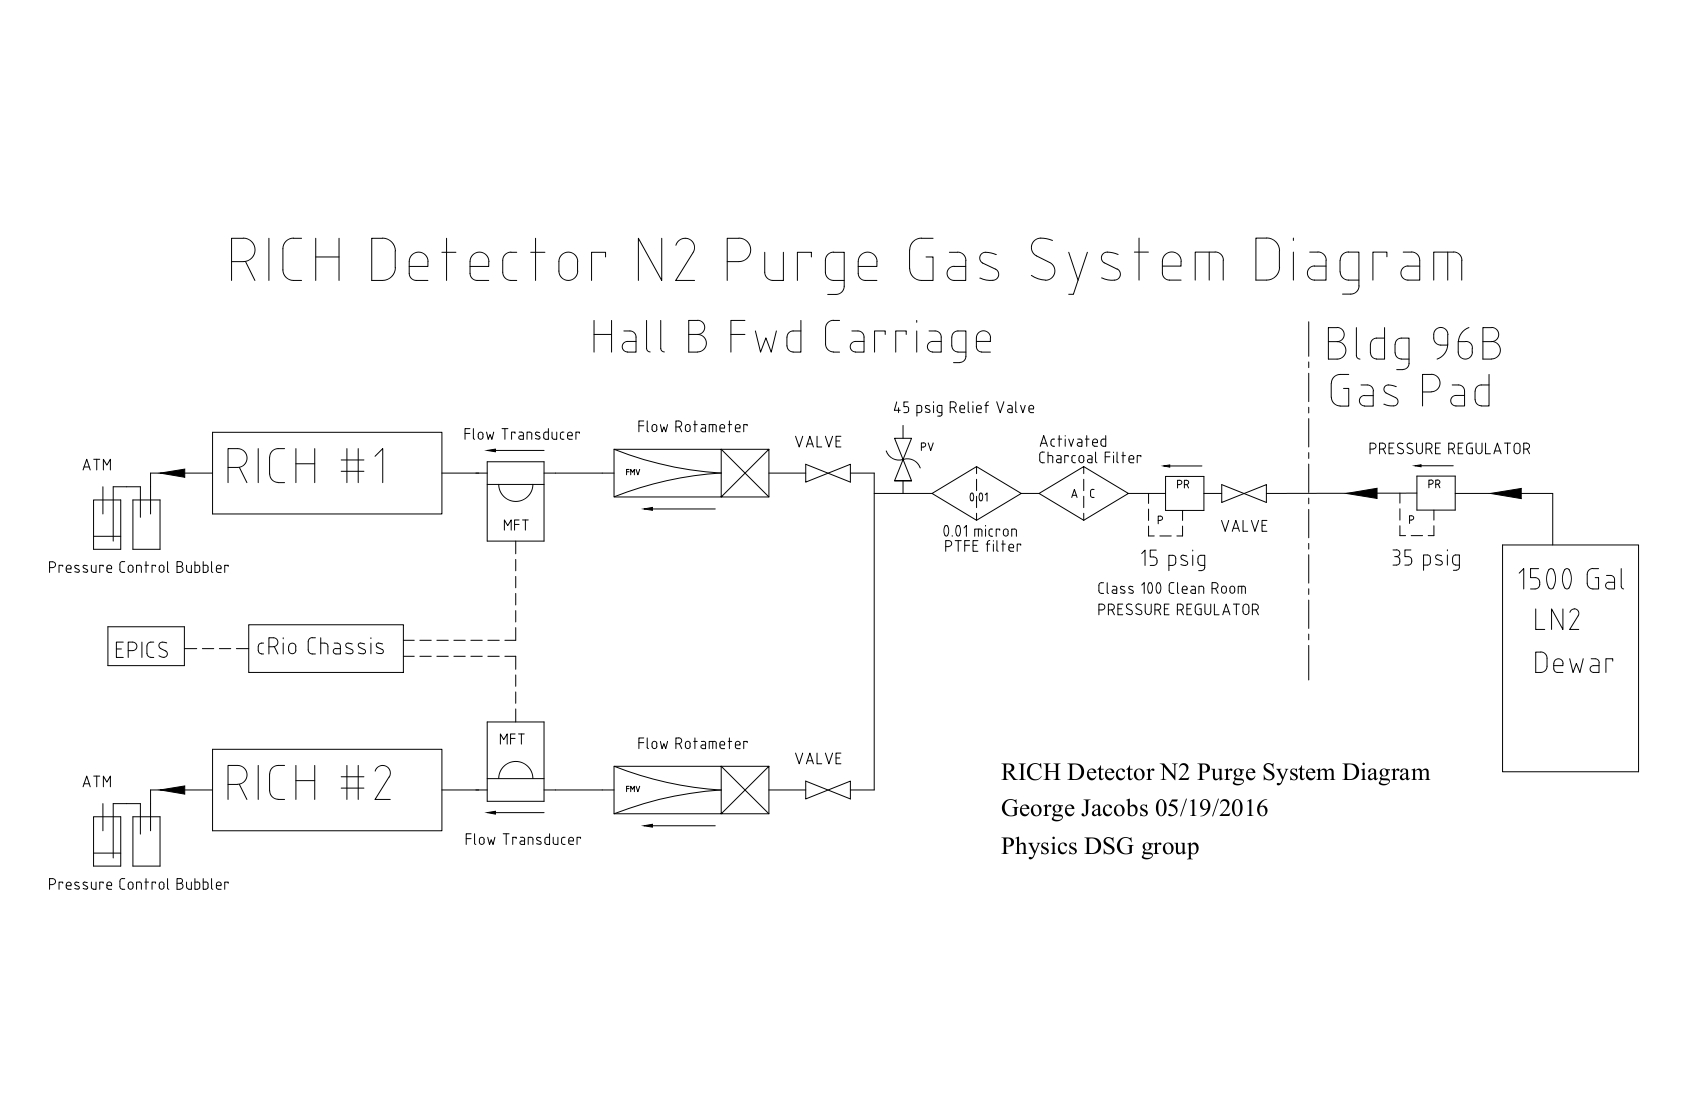 RICH Detector N2 Purge Gas System Diagram
Hall B Fwd Carriage
Bldg 96B
Gas Pad
45 psig Relief Valve
PV
Flow Transducer
Flow Rotameter
VALVE
Activated
Charcoal Filter
PRESSURE REGULATOR
ATM
RICH #1
FMV
MFT
0.01
A C
PR
P
PR
P
VALVE
0.01 micron
PTFE filter
15 psig
35 psig
Pressure Control Bubbler
Class 100 Clean Room
PRESSURE REGULATOR
1500 Gal
LN2
Dewar
EPICS
cRio Chassis
MFT
Flow Rotameter
VALVE
ATM
RICH #2
FMV
Flow Transducer
Pressure Control Bubbler
RICH Detector N2 Purge System Diagram
George Jacobs 05/19/2016
Physics DSG group